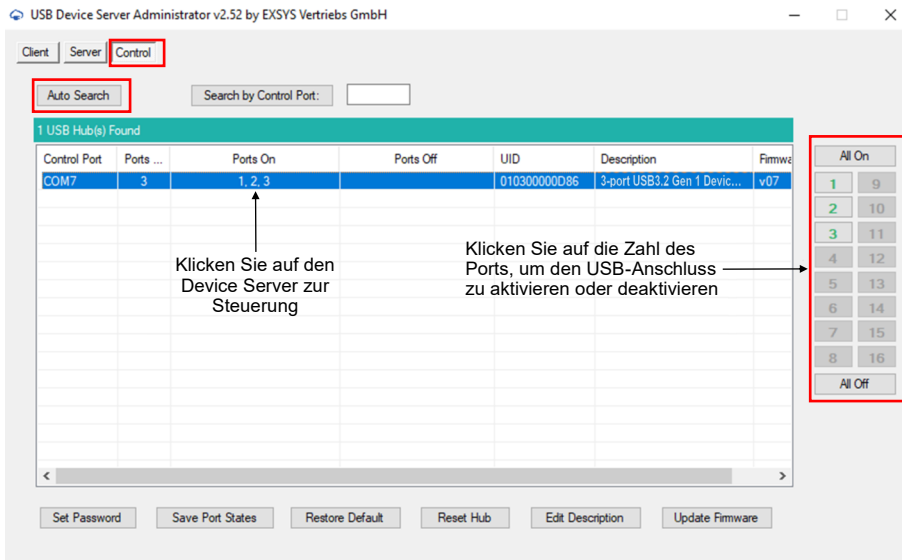 USB Device Server Administrator v2.52 by EXSYS Vertriebs GmbH
Client Server Control
Auto Search Search by Control Port:
1 USB Hub(s) Found
Control Port Ports ... Ports On Ports Off UID Description Firmwa
COM7 3 1, 2, 3 010300000D86 3-port USB3.2 Gen 1 Devic... v07
Klicken Sie auf den
Device Server zur
Steuerung
Klicken Sie auf die Zahl des
Ports, um den USB-Anschluss
zu aktivieren oder deaktivieren
All On
1 9
2 10
3 11
4 12
5 13
6 14
7 15
8 16
All Off
Set Password Save Port States Restore Default Reset Hub Edit Description Update Firmware